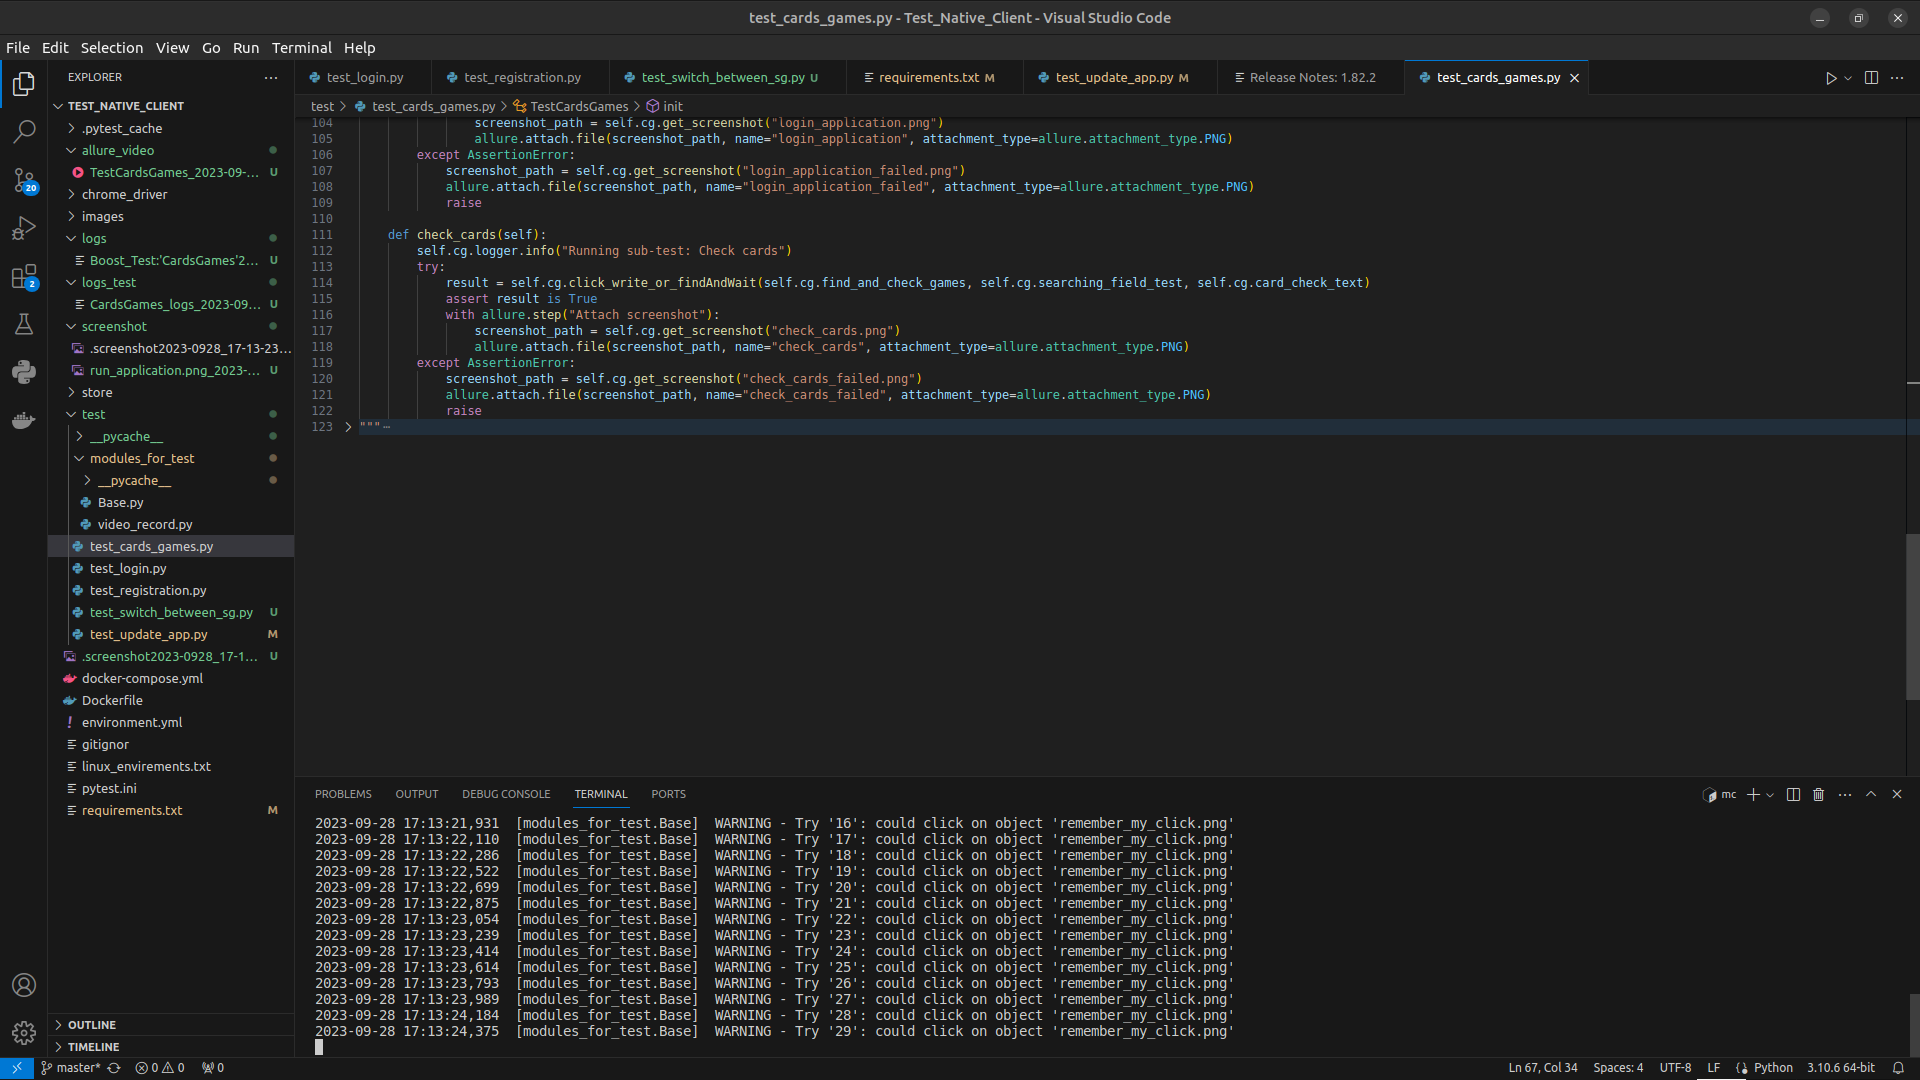 test_cards_games.py - Test_Native_Client - Visual Studio Code
File Edit Selection View Go Run Terminal Help
EXPLORER
TEST_NATIVE_CLIENT
.pytest_cache
allure_video
TestCardsGames_2023-09-... U
chrome_driver
images
logs
Boost_Test:'CardsGames'2... U
logs_test
CardsGames_logs_2023-09... U
screenshot
.screenshot2023-0928_17-13-23...
run_application.png_2023-... U
store
test
__pycache__
modules_for_test
__pycache__
Base.py
video_record.py
test_cards_games.py
test_login.py
test_registration.py
test_switch_between_sg.py U
test_update_app.py M
.screenshot2023-0928_17-1... U
docker-compose.yml
Dockerfile
environment.yml
gitignor
linux_envirements.txt
pytest.ini
requirements.txt M
OUTLINE
TIMELINE
20
2
test_login.py test_registration.py test_switch_between_sg.py U requirements.txt M test_update_app.py M Release Notes: 1.82.2 test_cards_games.py
test > test_cards_games.py > TestCardsGames > init
104 screenshot_path = self.cg.get_screenshot("login_application.png")
105 allure.attach.file(screenshot_path, name="login_application", attachment_type=allure.attachment_type.PNG)
106 except AssertionError:
107 screenshot_path = self.cg.get_screenshot("login_application_failed.png")
108 allure.attach.file(screenshot_path, name="login_application_failed", attachment_type=allure.attachment_type.PNG)
109 raise
110
111 def check_cards(self):
112 self.cg.logger.info("Running sub-test: Check cards")
113 try:
114 result = self.cg.click_write_or_findAndWait(self.cg.find_and_check_games, self.cg.searching_field_test, self.cg.card_check_text)
115 assert result is True
116 with allure.step("Attach screenshot"):
117 screenshot_path = self.cg.get_screenshot("check_cards.png")
118 allure.attach.file(screenshot_path, name="check_cards", attachment_type=allure.attachment_type.PNG)
119 except AssertionError:
120 screenshot_path = self.cg.get_screenshot("check_cards_failed.png")
121 allure.attach.file(screenshot_path, name="check_cards_failed", attachment_type=allure.attachment_type.PNG)
122 raise
123 > """
PROBLEMS OUTPUT DEBUG CONSOLE TERMINAL PORTS mc
2023-09-28 17:13:21,931 [modules_for_test.Base] WARNING - Try '16': could click on object 'remember_my_click.png'
2023-09-28 17:13:22,110 [modules_for_test.Base] WARNING - Try '17': could click on object 'remember_my_click.png'
2023-09-28 17:13:22,286 [modules_for_test.Base] WARNING - Try '18': could click on object 'remember_my_click.png'
2023-09-28 17:13:22,522 [modules_for_test.Base] WARNING - Try '19': could click on object 'remember_my_click.png'
2023-09-28 17:13:22,699 [modules_for_test.Base] WARNING - Try '20': could click on object 'remember_my_click.png'
2023-09-28 17:13:22,875 [modules_for_test.Base] WARNING - Try '21': could click on object 'remember_my_click.png'
2023-09-28 17:13:23,054 [modules_for_test.Base] WARNING - Try '22': could click on object 'remember_my_click.png'
2023-09-28 17:13:23,239 [modules_for_test.Base] WARNING - Try '23': could click on object 'remember_my_click.png'
2023-09-28 17:13:23,414 [modules_for_test.Base] WARNING - Try '24': could click on object 'remember_my_click.png'
2023-09-28 17:13:23,614 [modules_for_test.Base] WARNING - Try '25': could click on object 'remember_my_click.png'
2023-09-28 17:13:23,793 [modules_for_test.Base] WARNING - Try '26': could click on object 'remember_my_click.png'
2023-09-28 17:13:23,989 [modules_for_test.Base] WARNING - Try '27': could click on object 'remember_my_click.png'
2023-09-28 17:13:24,184 [modules_for_test.Base] WARNING - Try '28': could click on object 'remember_my_click.png'
2023-09-28 17:13:24,375 [modules_for_test.Base] WARNING - Try '29': could click on object 'remember_my_click.png'
master* 0 0 0 Ln 67, Col 34 Spaces: 4 UTF-8 LF Python 3.10.6 64-bit